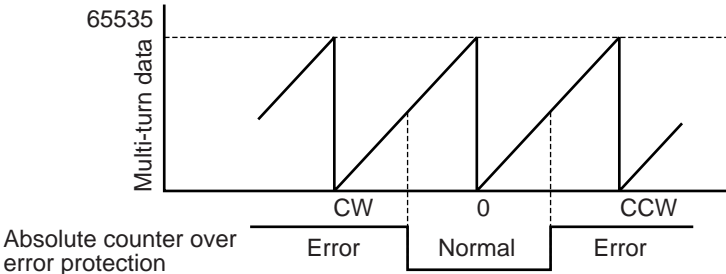 65535
Multi-turn data
CW 0 CCW
Absolute counter over
error protection
Error Normal Error